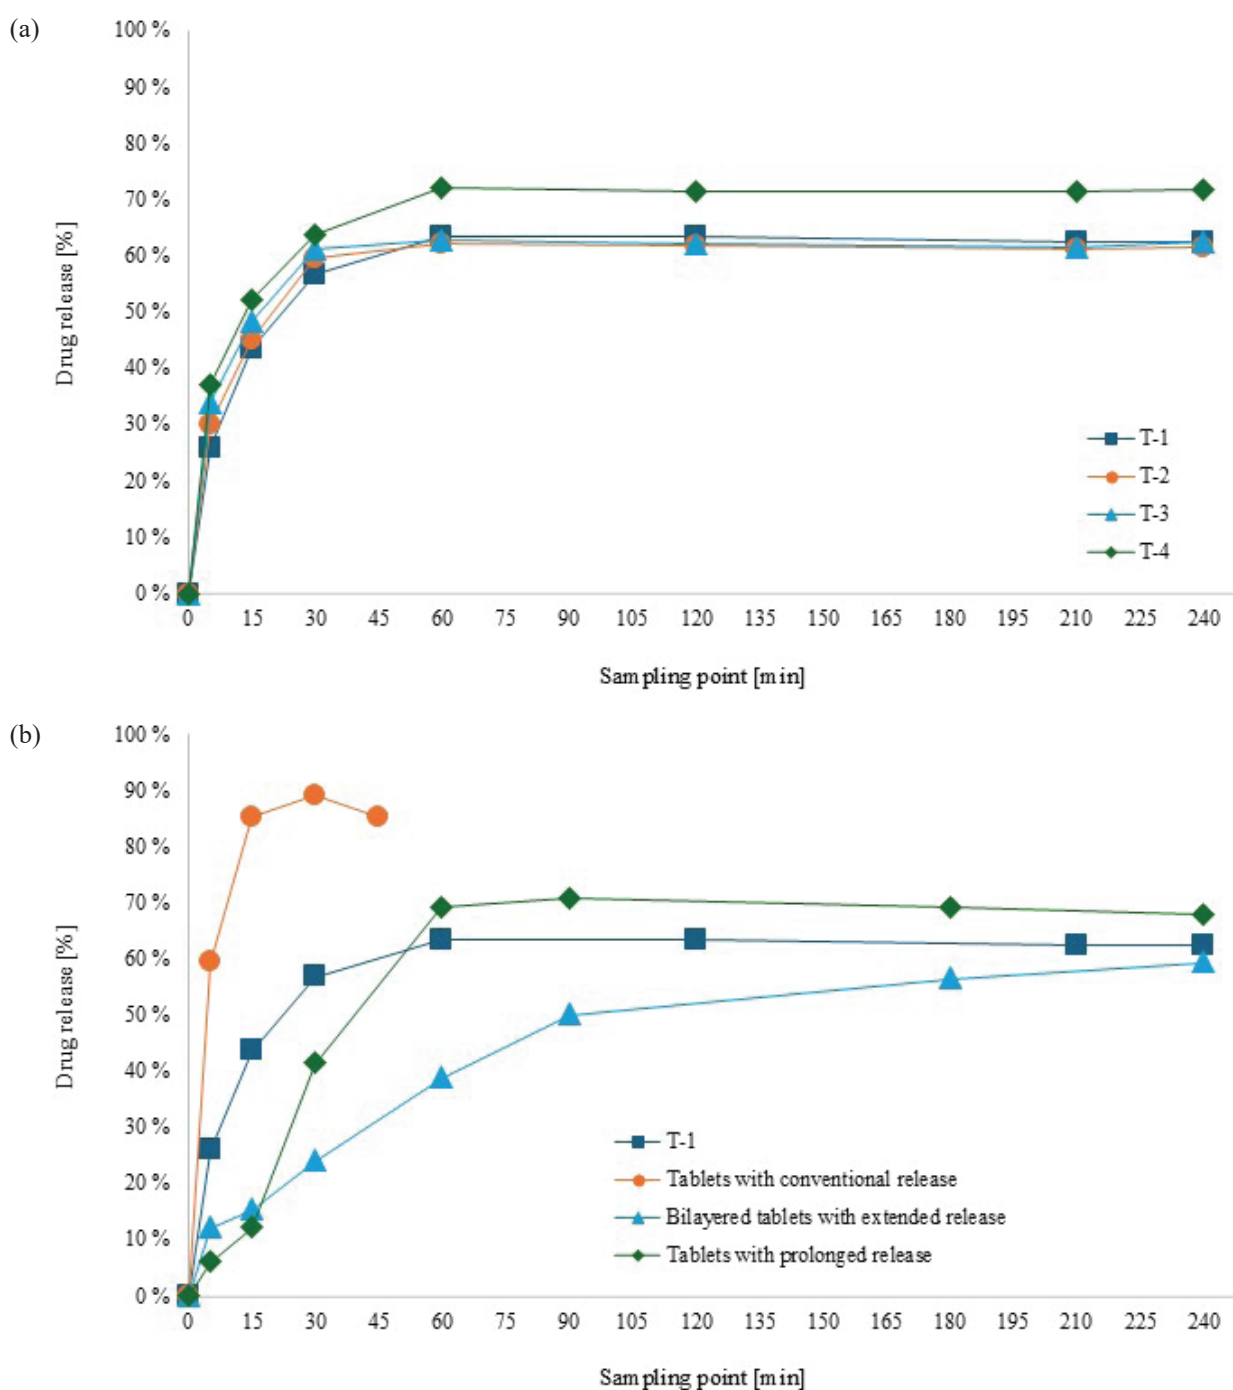 (a)
100 %
90 %
80 %
70 %
60 %
50 %
40 %
30 %
20 %
10 %
0 %
Drug release [%]
T-1
T-2
T-3
T-4
0 15 30 45 60 75 90 105 120 135 150 165 180 195 210 225 240
Sampling point [min]
(b)
100 %
90 %
80 %
70 %
60 %
50 %
40 %
30 %
20 %
10 %
0 %
Drug release [%]
T-1
Tablets with conventional release
Bilayered tablets with extended release
Tablets with prolonged release
0 15 30 45 60 75 90 105 120 135 150 165 180 195 210 225 240
Sampling point [min]